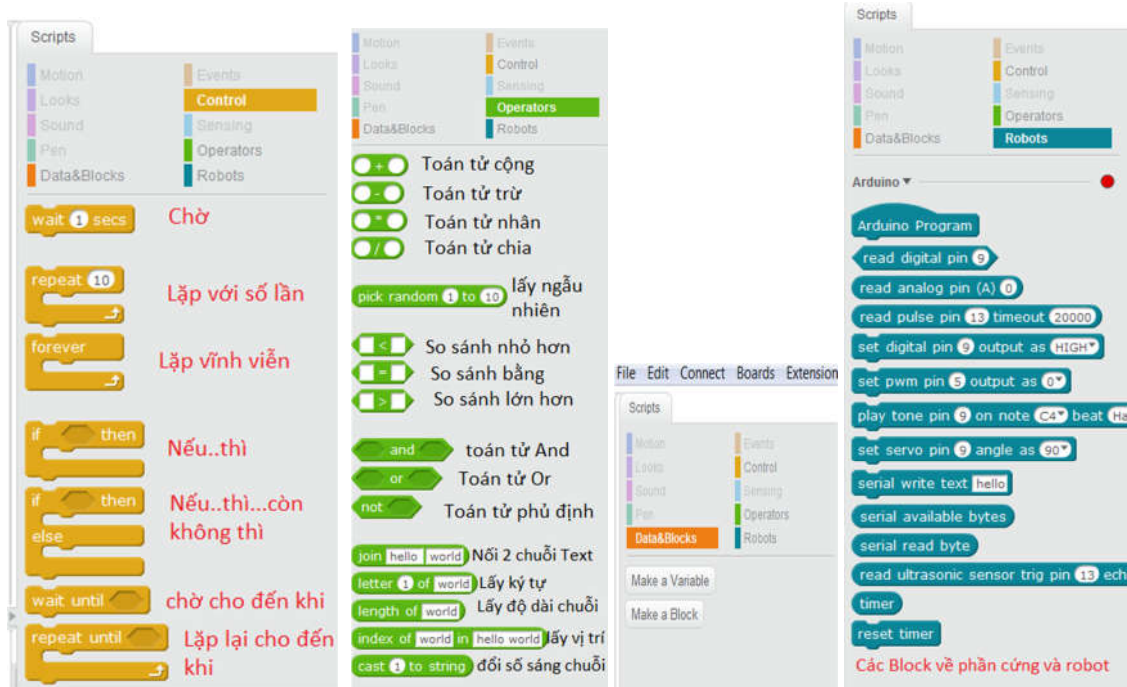 Scripts
Motion Events
Looks Control
Sound Sensing
Pen Operators
Data&Blocks Robots
wait 1 secs Chờ
repeat 10
Lặp với số lần
forever
Lặp vĩnh viễn
if then
Nếu..thì
if then
else
Nếu..thì...còn
không thì
wait until chờ cho đến khi
repeat until Lặp lại cho đến
khi
Motion Events
Looks Control
Sound Sensing
Pen Operators
Data&Blocks Robots
+ Toán tử cộng
- Toán tử trừ
* Toán tử nhân
/ Toán tử chia
pick random 1 to 10 lấy ngẫu
nhiên
< So sánh nhỏ hơn
= So sánh bằng
> So sánh lớn hơn
and toán tử And
or Toán tử Or
not Toán tử phủ định
join hello world Nối 2 chuỗi Text
letter 1 of world Lấy ký tự
length of world Lấy độ dài chuỗi
index of world in hello world lấy vị trí
cast 1 to string đổi số sáng chuỗi
File Edit Connect Boards Extension
Scripts
Motion Events
Looks Control
Sound Sensing
Pen Operators
Data&Blocks Robots
Make a Variable
Make a Block
Scripts
Motion Events
Looks Control
Sound Sensing
Pen Operators
Data&Blocks Robots
Arduino
Arduino Program
read digital pin 9
read analog pin (A) 0
read pulse pin 13 timeout 20000
set digital pin 9 output as HIGH
set pwm pin 5 output as 0
play tone pin 9 on note C4 beat Ha
set servo pin 9 angle as 90
serial write text hello
serial available bytes
serial read byte
read ultrasonic sensor trig pin 13 ech
timer
reset timer
Các Block về phần cứng và robot